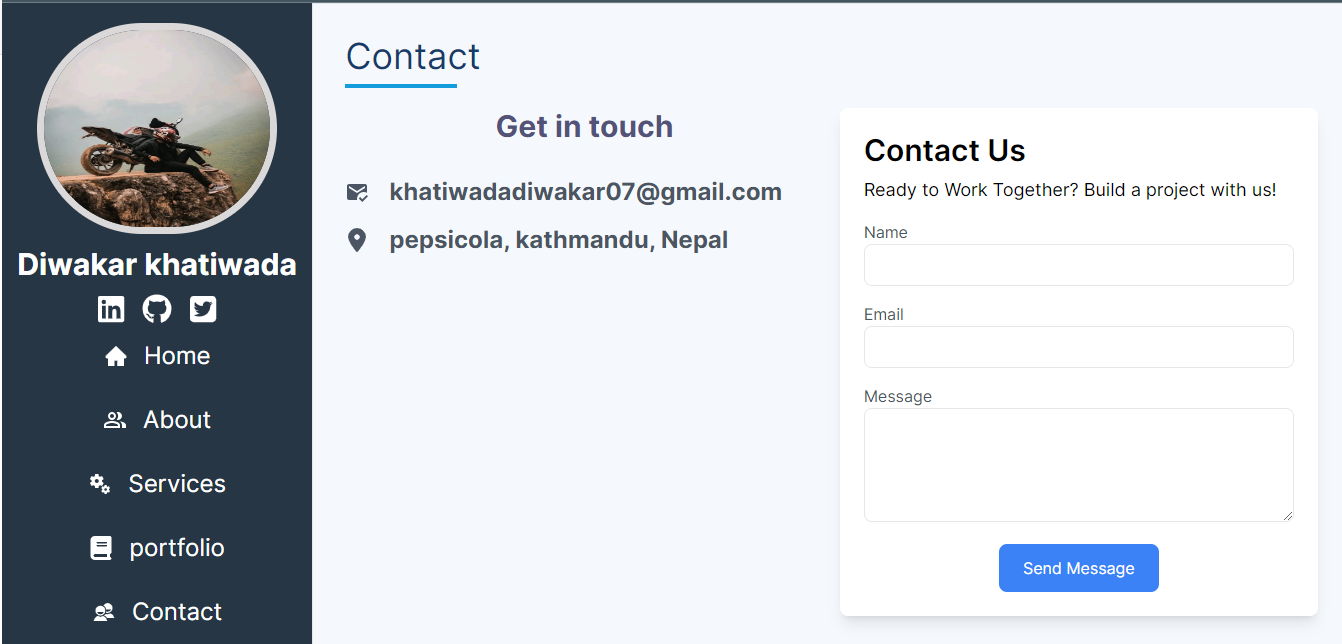 Diwakar khatiwada
Home
About
Services
portfolio
Contact
Contact
Get in touch
khatiwadadiwakar07@gmail.com
pepsicola, kathmandu, Nepal
Contact Us
Ready to Work Together? Build a project with us!
Name
Email
Message
Send Message